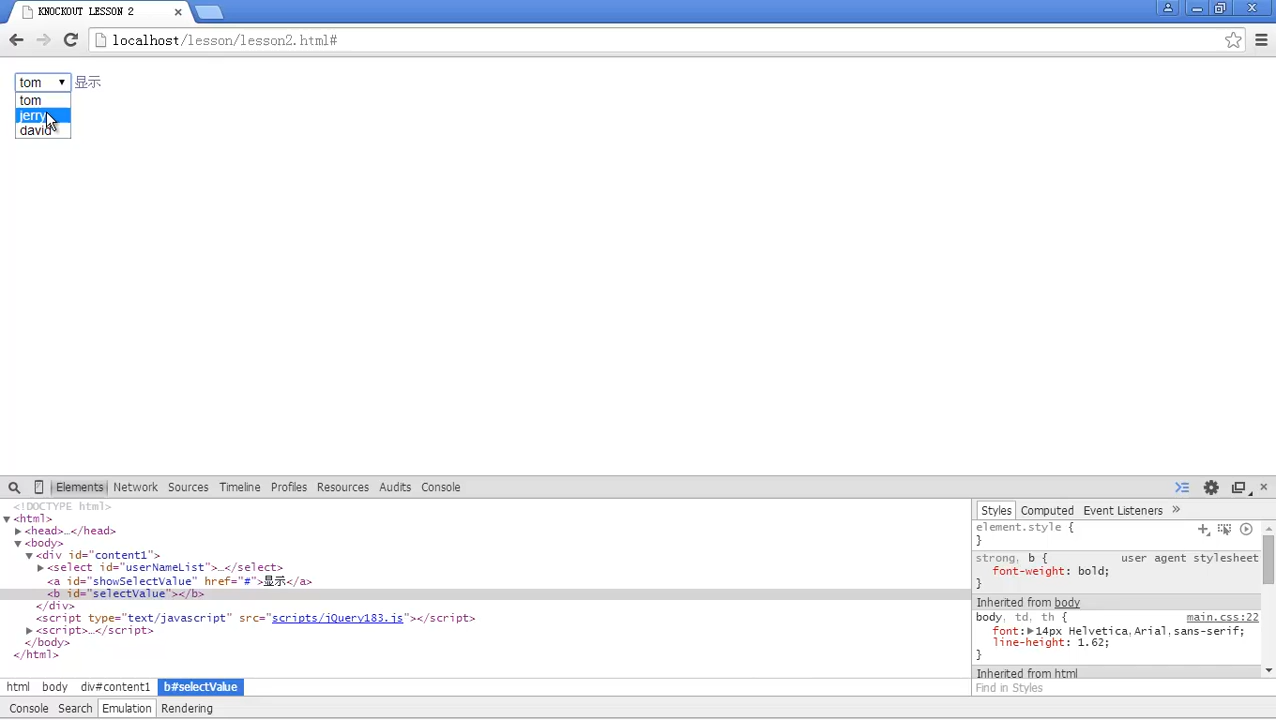 KNOCKOUT LESSON 2
localhost/lesson/lesson2.html#
tom 显示
tom
jerry
david
Elements Network Sources Timeline Profiles Resources Audits Console
<!DOCTYPE html>
<html>
<head>…</head>
<body>
<div id="content1">
<select id="userNameList">…</select>
<a id="showSelectValue" href="#">显示</a>
<b id="selectValue"></b>
</div>
<script type="text/javascript" src="scripts/jQuery183.js"></script>
<script>…</script>
</body>
</html>
Styles Computed Event Listeners »
element.style {
}
strong, b { user agent stylesheet
font-weight: bold;
}
Inherited from body
body, td, th { main.css:22
font: 14px Helvetica,Arial,sans-serif;
line-height: 1.62;
}
Inherited from html
html body div#content1 b#selectValue
Find in Styles
Console Search Emulation Rendering